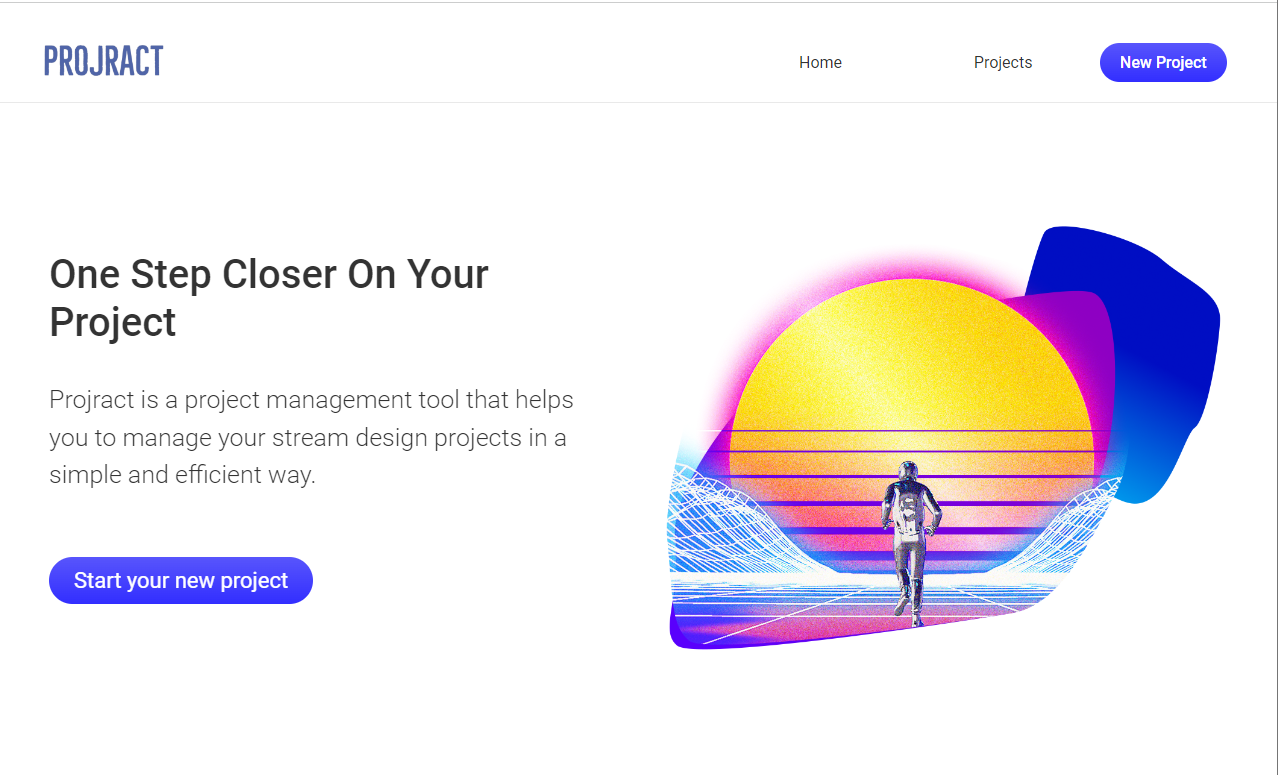 PROJRACT
Home
Projects
New Project
One Step Closer On Your
Project
Projract is a project management tool that helps
you to manage your stream design projects in a
simple and efficient way.
Start your new project